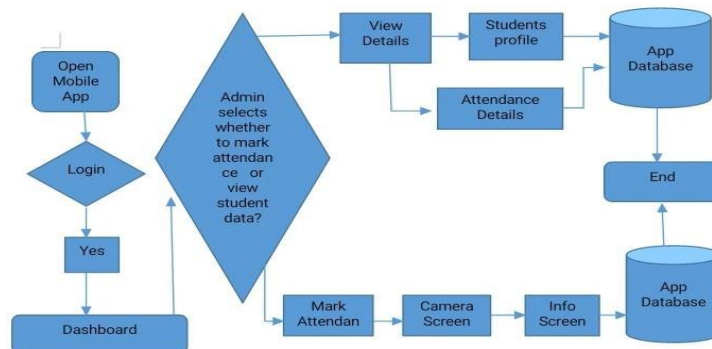 Open
Mobile
App
Login
Yes
Dashboard
Admin
selects
whether
to mark
attendan
ce or
view
student
data?
View
Details
Students
profile
Attendance
Details
App
Database
End
Mark
Attendan
Camera
Screen
Info
Screen
App
Database